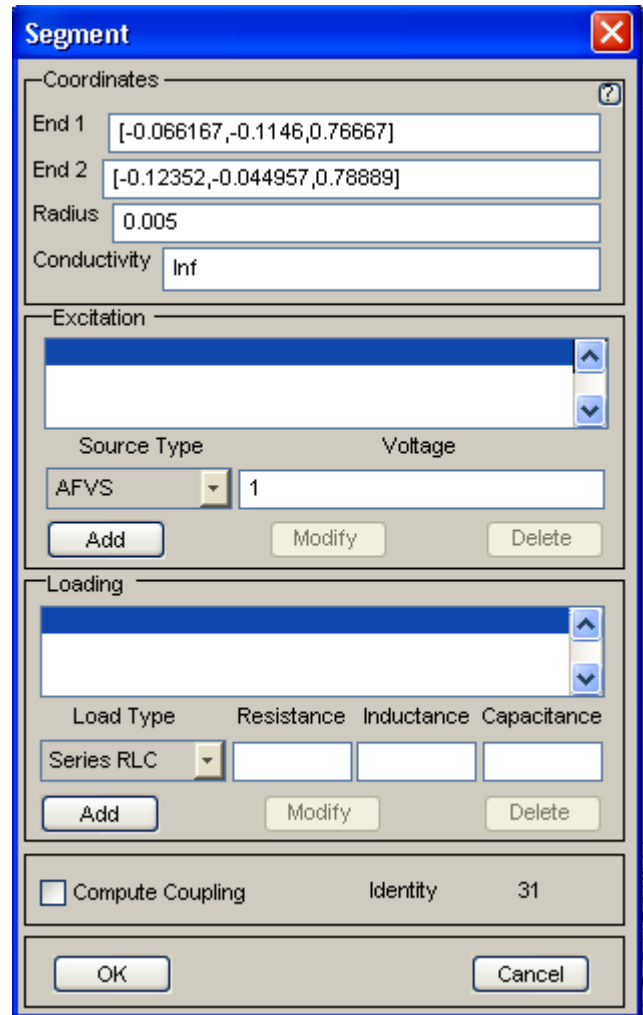 Segment
Coordinates
?
End 1 [-0.066167,-0.1146,0.76667]
End 2 [-0.12352,-0.044957,0.78889]
Radius 0.005
Conductivity Inf
Excitation
Source Type Voltage
AFVS 1
Add Modify Delete
Loading
Load Type Resistance Inductance Capacitance
Series RLC
Add Modify Delete
Compute Coupling Identity 31
OK Cancel